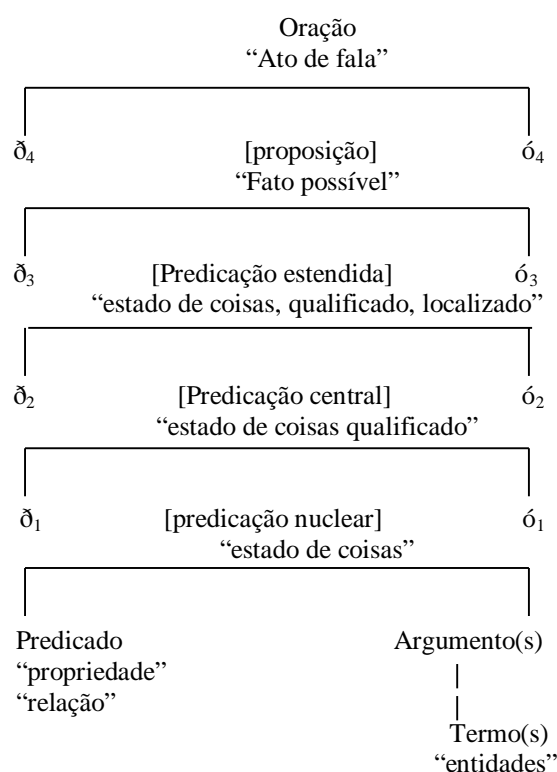 Oração
“Ato de fala”
ð4 [proposição] ó4
“Fato possível”
ð3 [Predicação estendida] ó3
“estado de coisas, qualificado, localizado”
ð2 [Predicação central] ó2
“estado de coisas qualificado”
ð1 [predicação nuclear] ó1
“estado de coisas”
Predicado Argumento(s)
“propriedade”
“relação”
Termo(s)
“entidades”